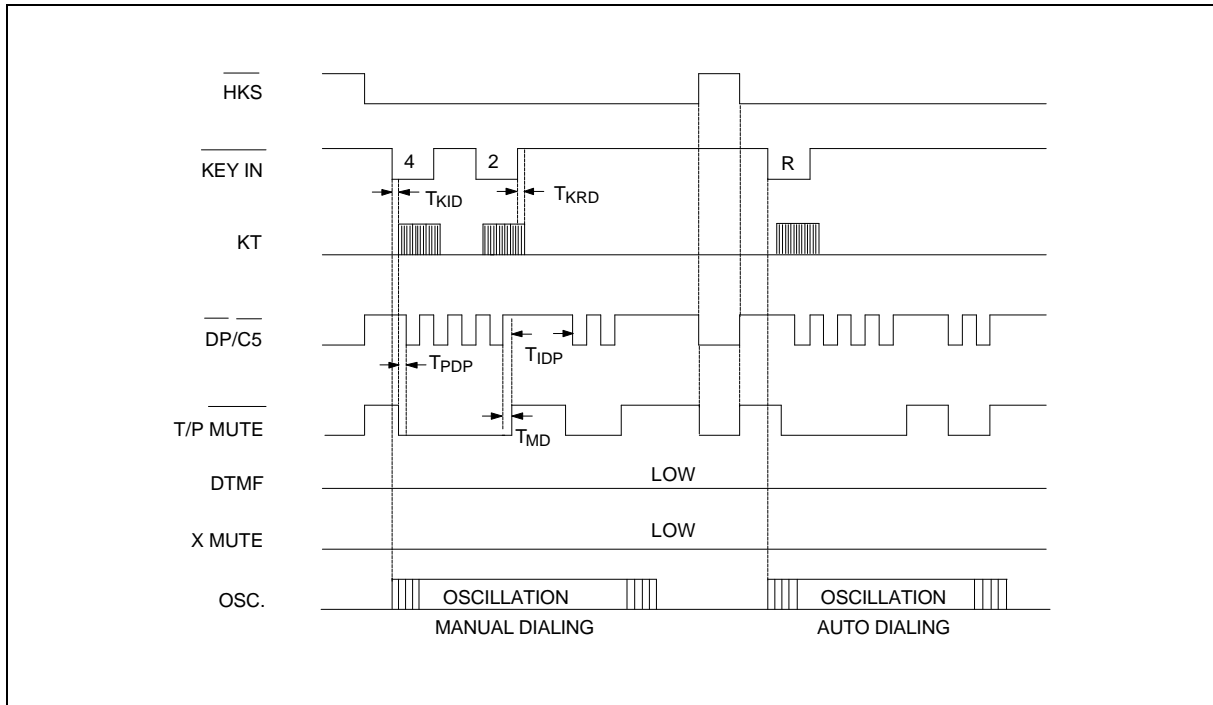 HKS
KEY IN
4
2
R
TKID
TKRD
KT
DP/C5
TPDP
TIDP
T/P MUTE
TMD
DTMF
LOW
X MUTE
LOW
OSC.
OSCILLATION
OSCILLATION
MANUAL DIALING
AUTO DIALING